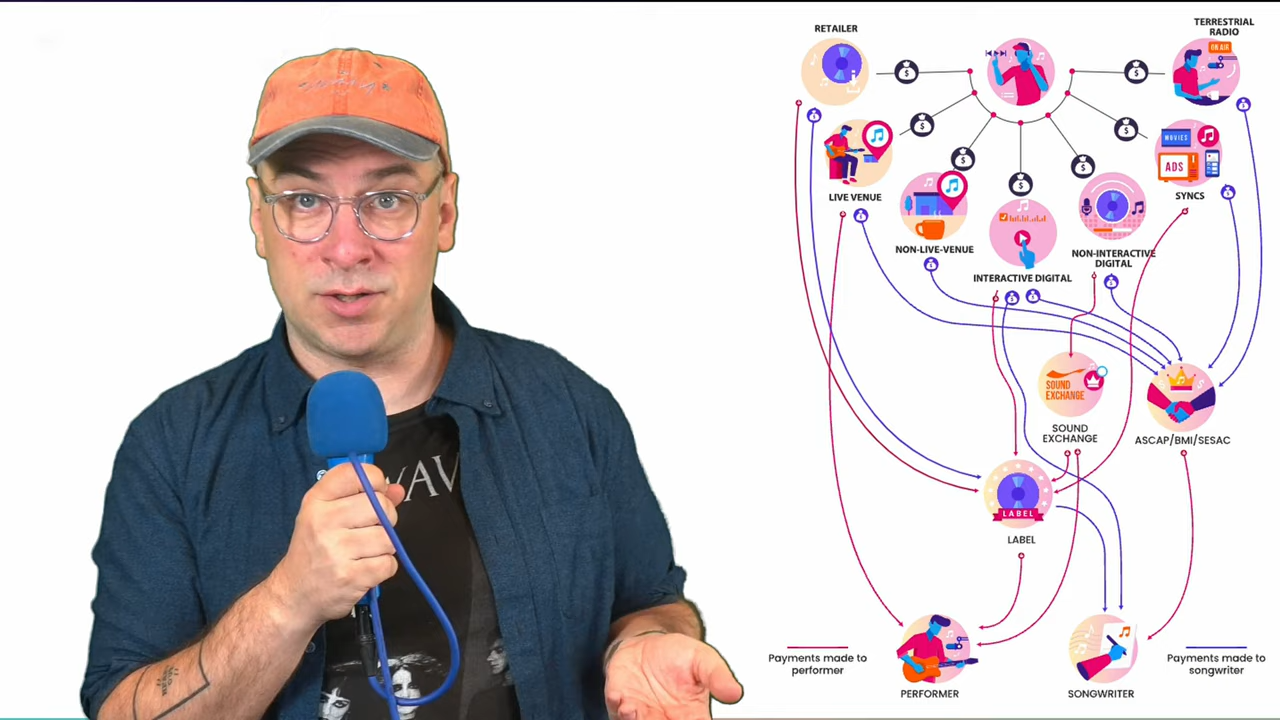 RETAILER
TERRESTRIAL
RADIO
ON AIR
$
$
$
$
$
$
$
MOVIES
ADS
LIVE VENUE
SYNCS
NON-LIVE-VENUE
NON-INTERACTIVE
DIGITAL
INTERACTIVE DIGITAL
SOUND
EXCHANGE
SOUND
EXCHANGE
ASCAP/BMI/SESAC
LABEL
LABEL
Payments made to
performer
Payments made to
songwriter
PERFORMER
SONGWRITER